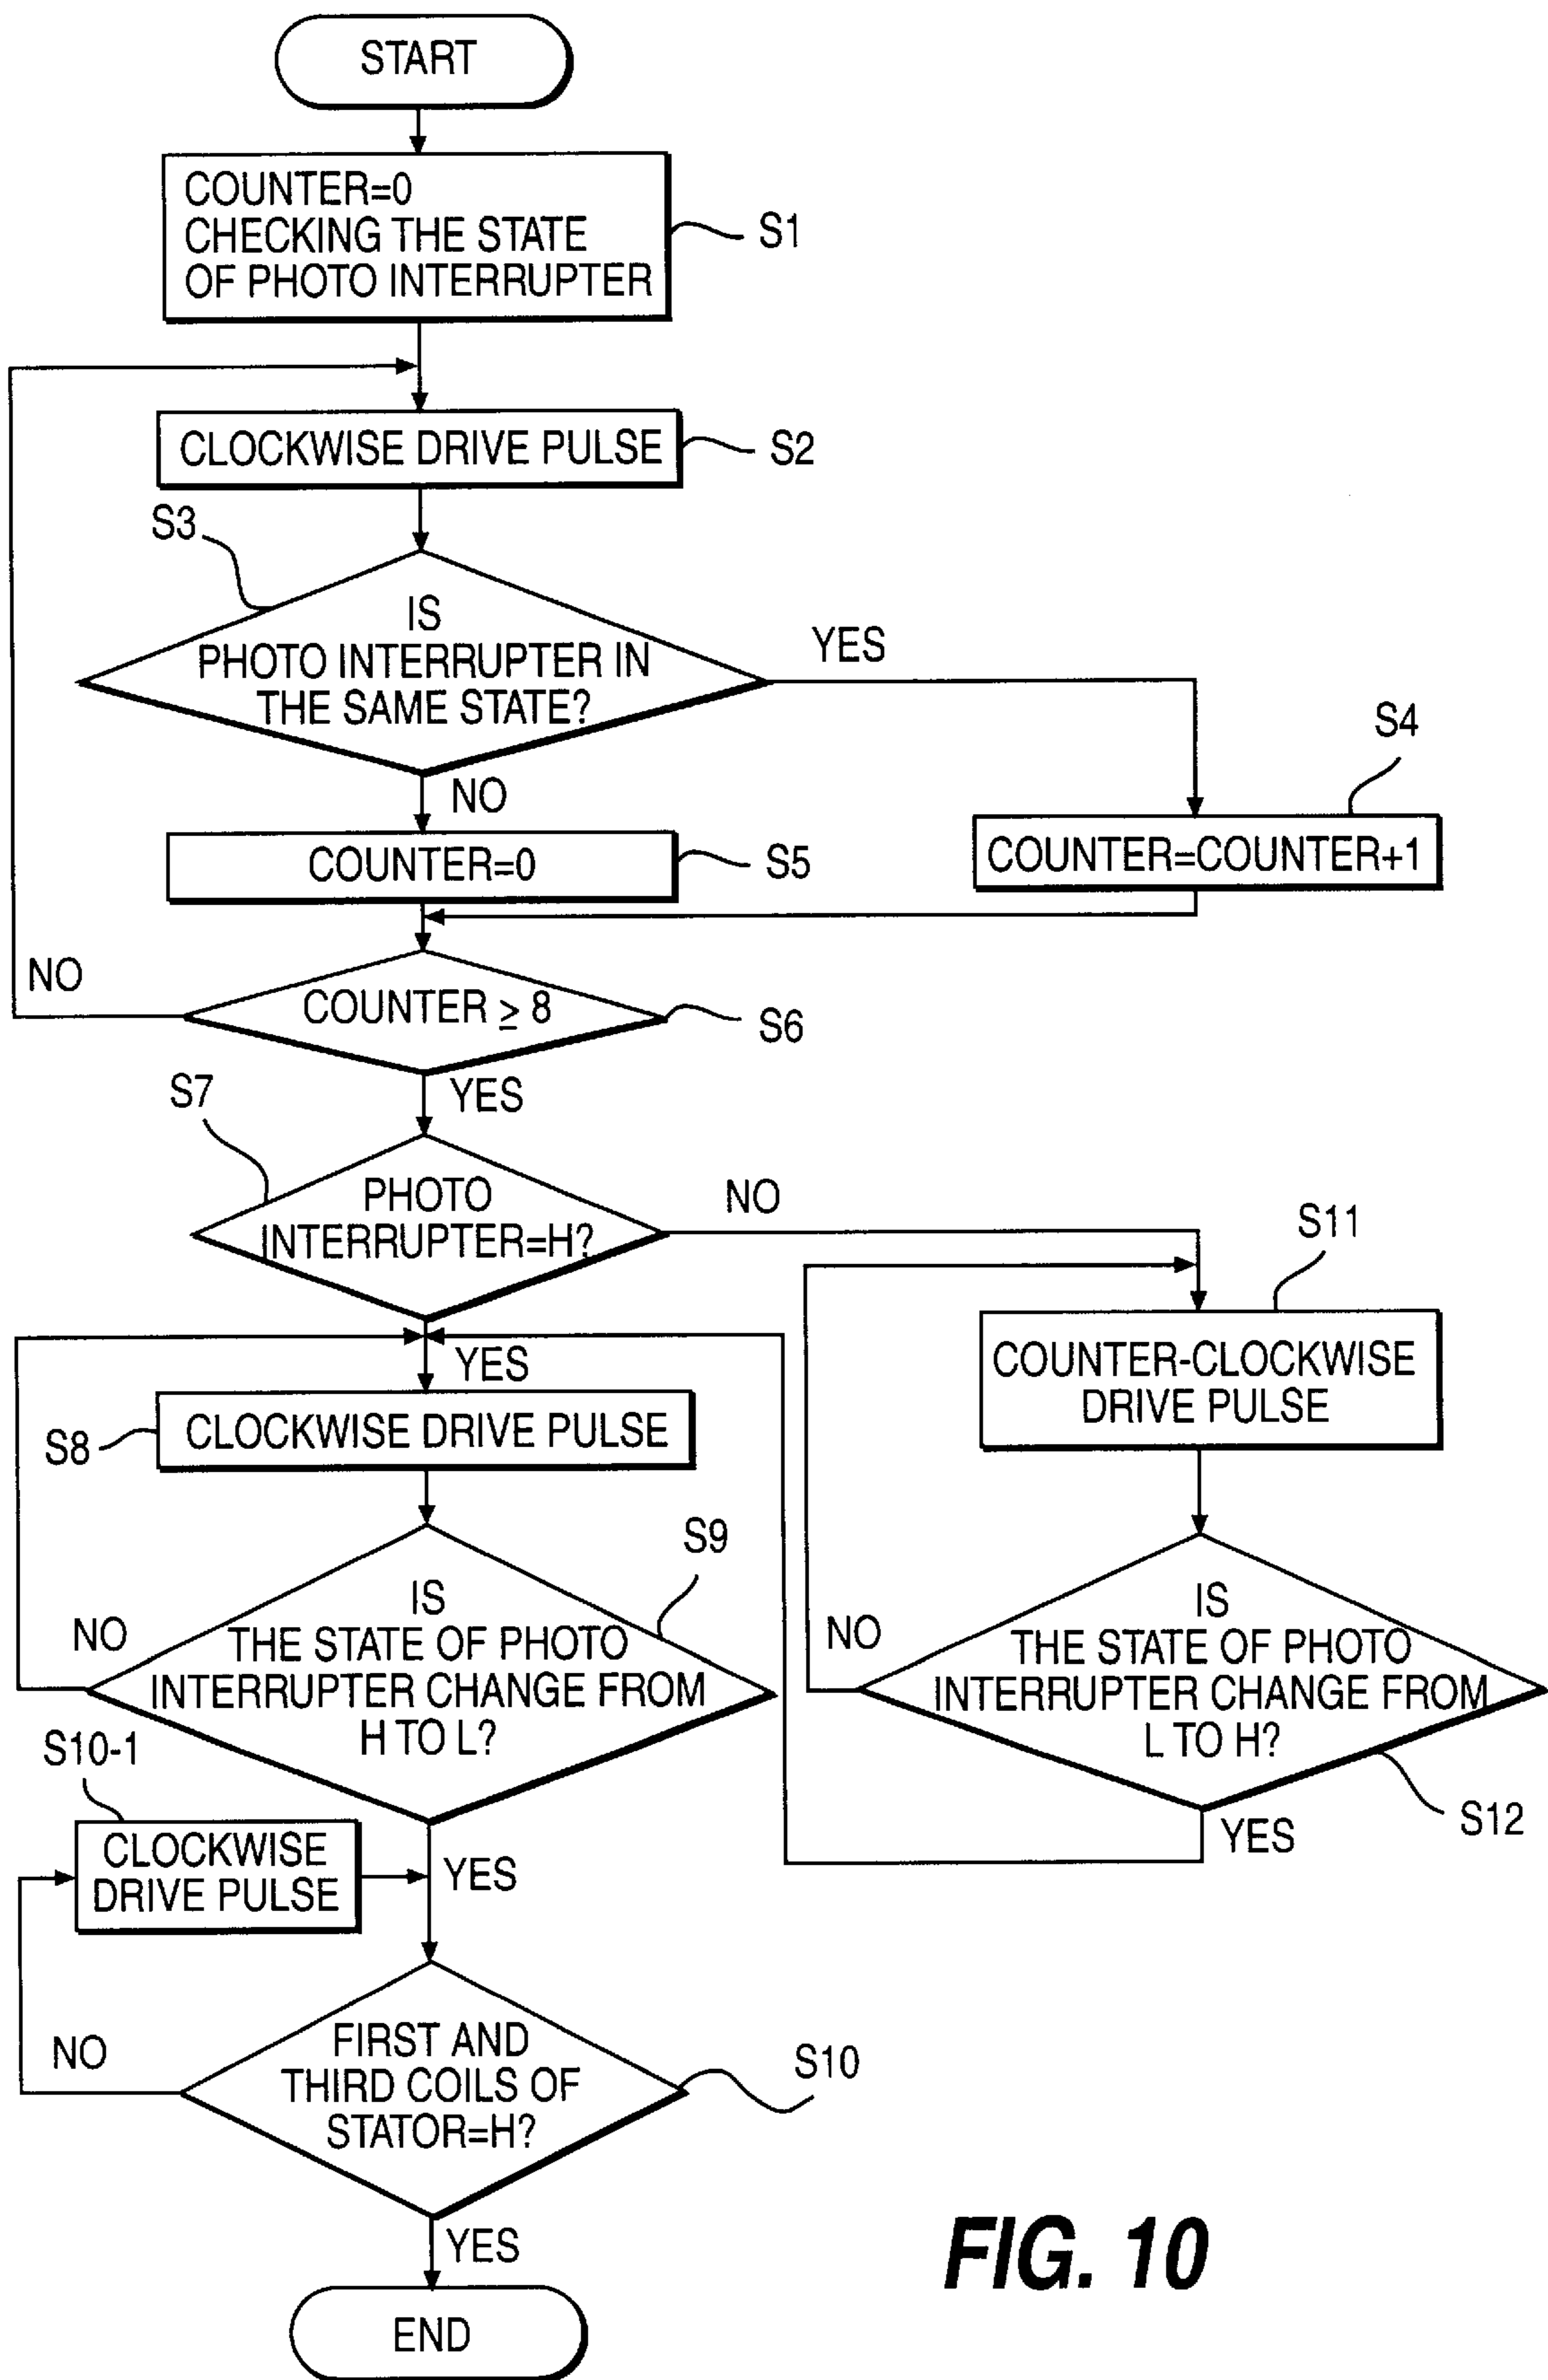 START
COUNTER=0
CHECKING THE STATE
OF PHOTO INTERRUPTER
S1
CLOCKWISE DRIVE PULSE
S2
S3
IS
PHOTO INTERRUPTER IN
THE SAME STATE?
YES
S4
NO
COUNTER=0
S5
COUNTER=COUNTER+1
NO
COUNTER ≥ 8
S6
S7
YES
PHOTO
INTERRUPTER=H?
NO
S11
YES
COUNTER-CLOCKWISE
DRIVE PULSE
S8
CLOCKWISE DRIVE PULSE
S9
NO
IS
THE STATE OF PHOTO
INTERRUPTER CHANGE FROM
H TO L?
NO
IS
THE STATE OF PHOTO
INTERRUPTER CHANGE FROM
L TO H?
S10-1
S12
CLOCKWISE
DRIVE PULSE
YES
YES
NO
FIRST AND
THIRD COILS OF
STATOR=H?
S10
YES
FIG. 10
END